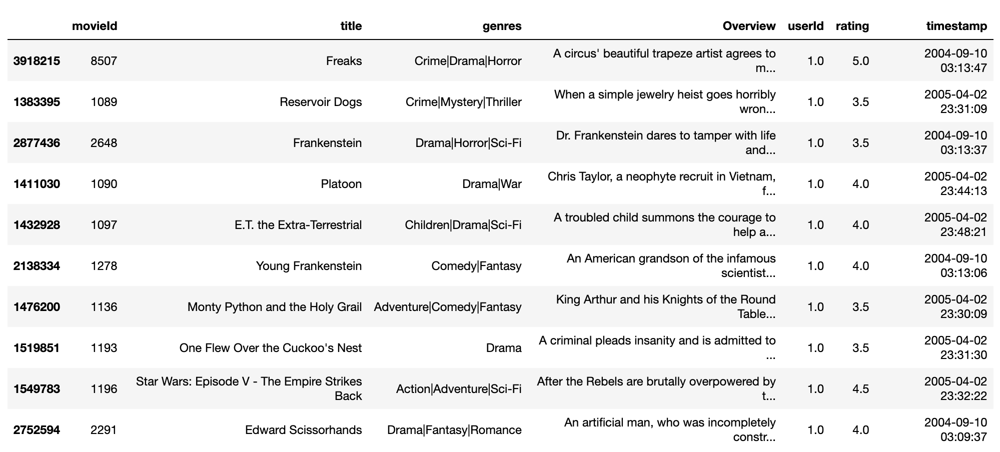 movieId title genres Overview userId rating timestamp
3918215 8507 Freaks Crime|Drama|Horror A circus' beautiful trapeze artist agrees to m... 1.0 5.0 2004-09-10 03:13:47
1383395 1089 Reservoir Dogs Crime|Mystery|Thriller When a simple jewelry heist goes horribly wron... 1.0 3.5 2005-04-02 23:31:09
2877436 2648 Frankenstein Drama|Horror|Sci-Fi Dr. Frankenstein dares to tamper with life and... 1.0 3.5 2004-09-10 03:13:37
1411030 1090 Platoon Drama|War Chris Taylor, a neophyte recruit in Vietnam, f... 1.0 4.0 2005-04-02 23:44:13
1432928 1097 E.T. the Extra-Terrestrial Children|Drama|Sci-Fi A troubled child summons the courage to help a... 1.0 4.0 2005-04-02 23:48:21
2138334 1278 Young Frankenstein Comedy|Fantasy An American grandson of the infamous scientist... 1.0 4.0 2004-09-10 03:13:06
1476200 1136 Monty Python and the Holy Grail Adventure|Comedy|Fantasy King Arthur and his Knights of the Round Table... 1.0 3.5 2005-04-02 23:30:09
1519851 1193 One Flew Over the Cuckoo's Nest Drama A criminal pleads insanity and is admitted to ... 1.0 3.5 2005-04-02 23:31:30
1549783 1196 Star Wars: Episode V - The Empire Strikes Back Action|Adventure|Sci-Fi After the Rebels are brutally overpowered by t... 1.0 4.5 2005-04-02 23:32:22
2752594 2291 Edward Scissorhands Drama|Fantasy|Romance An artificial man, who was incompletely constr... 1.0 4.0 2004-09-10 03:09:37